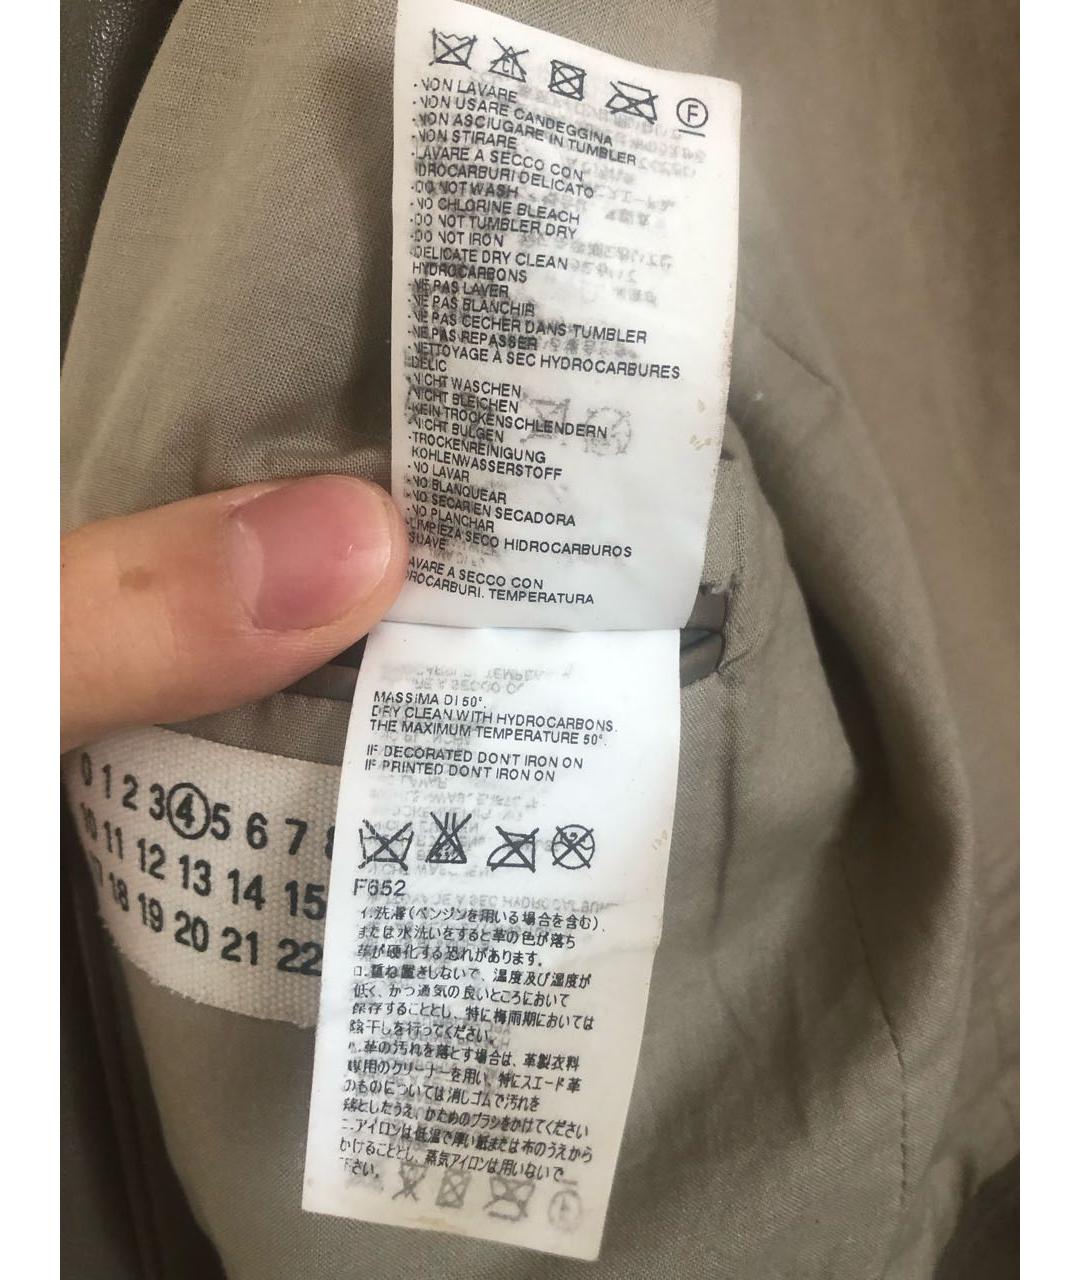 CL
F
-NON LAVARE
-NON USARE CANDEGGINA
-NON ASCIUGARE IN TUMBLER
-NON STIRARE
-LAVARE A SECCO CON
IDROCARBURI DELICATO
-DO NOT WASH
-NO CHLORINE BLEACH
-DO NOT TUMBLER DRY
-DO NOT IRON
-DELICATE DRY CLEAN
HYDROCARBONS
-NE PAS LAVER
-NE PAS BLANCHIR
-NE PAS CECHER DANS TUMBLER
-NE PAS REPASSER
-NETTOYAGE À SEC HYDROCARBURES
DELIC
-NICHT WASCHEN
-NICHT BLEICHEN
-KEIN TROCKENSCHLENDERN
-NICHT BULGEN
-TROCKENREINIGUNG
KOHLENWASSERSTOFF
-NO LAVAR
-NO BLANQUEAR
-NO SECAR EN SECADORA
-NO PLANCHAR
-LIMPIEZA SECO HIDROCARBUROS
SUAVE
AVARE A SECCO CON
DROCARBURI. TEMPERATURA
MASSIMA DI 50°.
DRY CLEAN WITH HYDROCARBONS.
THE MAXIMUM TEMPERATURE 50°.
IF DECORATED DONT IRON ON
IF PRINTED DONT IRON ON
F652
イ.洗濯(ベンジンを用いる場合を含む).
または水洗いをすると革の色が落ち
革が硬化する恐れがあります.
ロ.重ね置きしないで、温度及び湿度が
低く、かつ通気の良いところにおいて
保存することとし、特に梅雨期においては
陰干しを行ってください.
ハ.革の汚れを落とす場合は、革製衣料
専用のクリーナーを用い、特にスエード革
のものについては消しゴムで汚れを
落としたうえ、かためのブラシをかけてください
ニ.アイロンは低温で厚い紙または布のうえから
かけることとし、蒸気アイロンは用いないで
下さい.
0 1 2 3 4 5 6 7 8
10 11 12 13 14 15
17 18 19 20 21 22